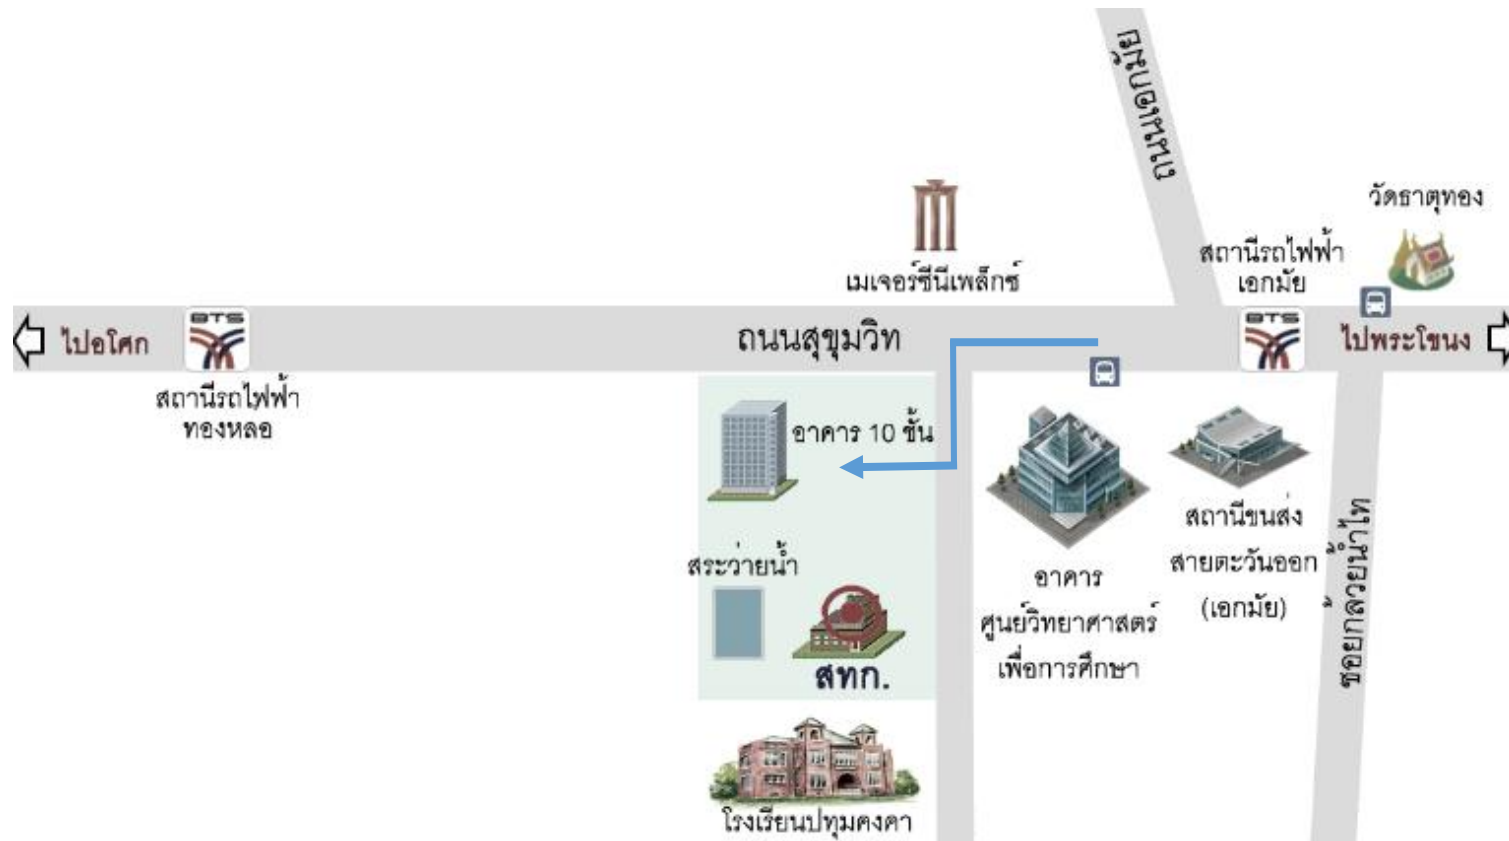 ถนนเอกมัย
วัดธาตุทอง
สถานีรถไฟฟ้า
เอกมัย
เมเจอร์ซีนีเพล็กซ์
ไปอโศก
BTS
ถนนสุขุมวิท
BTS
ไปพระโขนง
สถานีรถไฟฟ้า
ทองหลอ
อาคาร 10 ชั้น
สถานีขนส่ง
สายตะวันออก
(เอกมัย)
สระว่ายน้ำ
อาคาร
ศูนย์วิทยาศาสตร์
เพื่อการศึกษา
ซอยกล้วยน้ำไท
สทก.
โรงเรียนปทุมคงคา